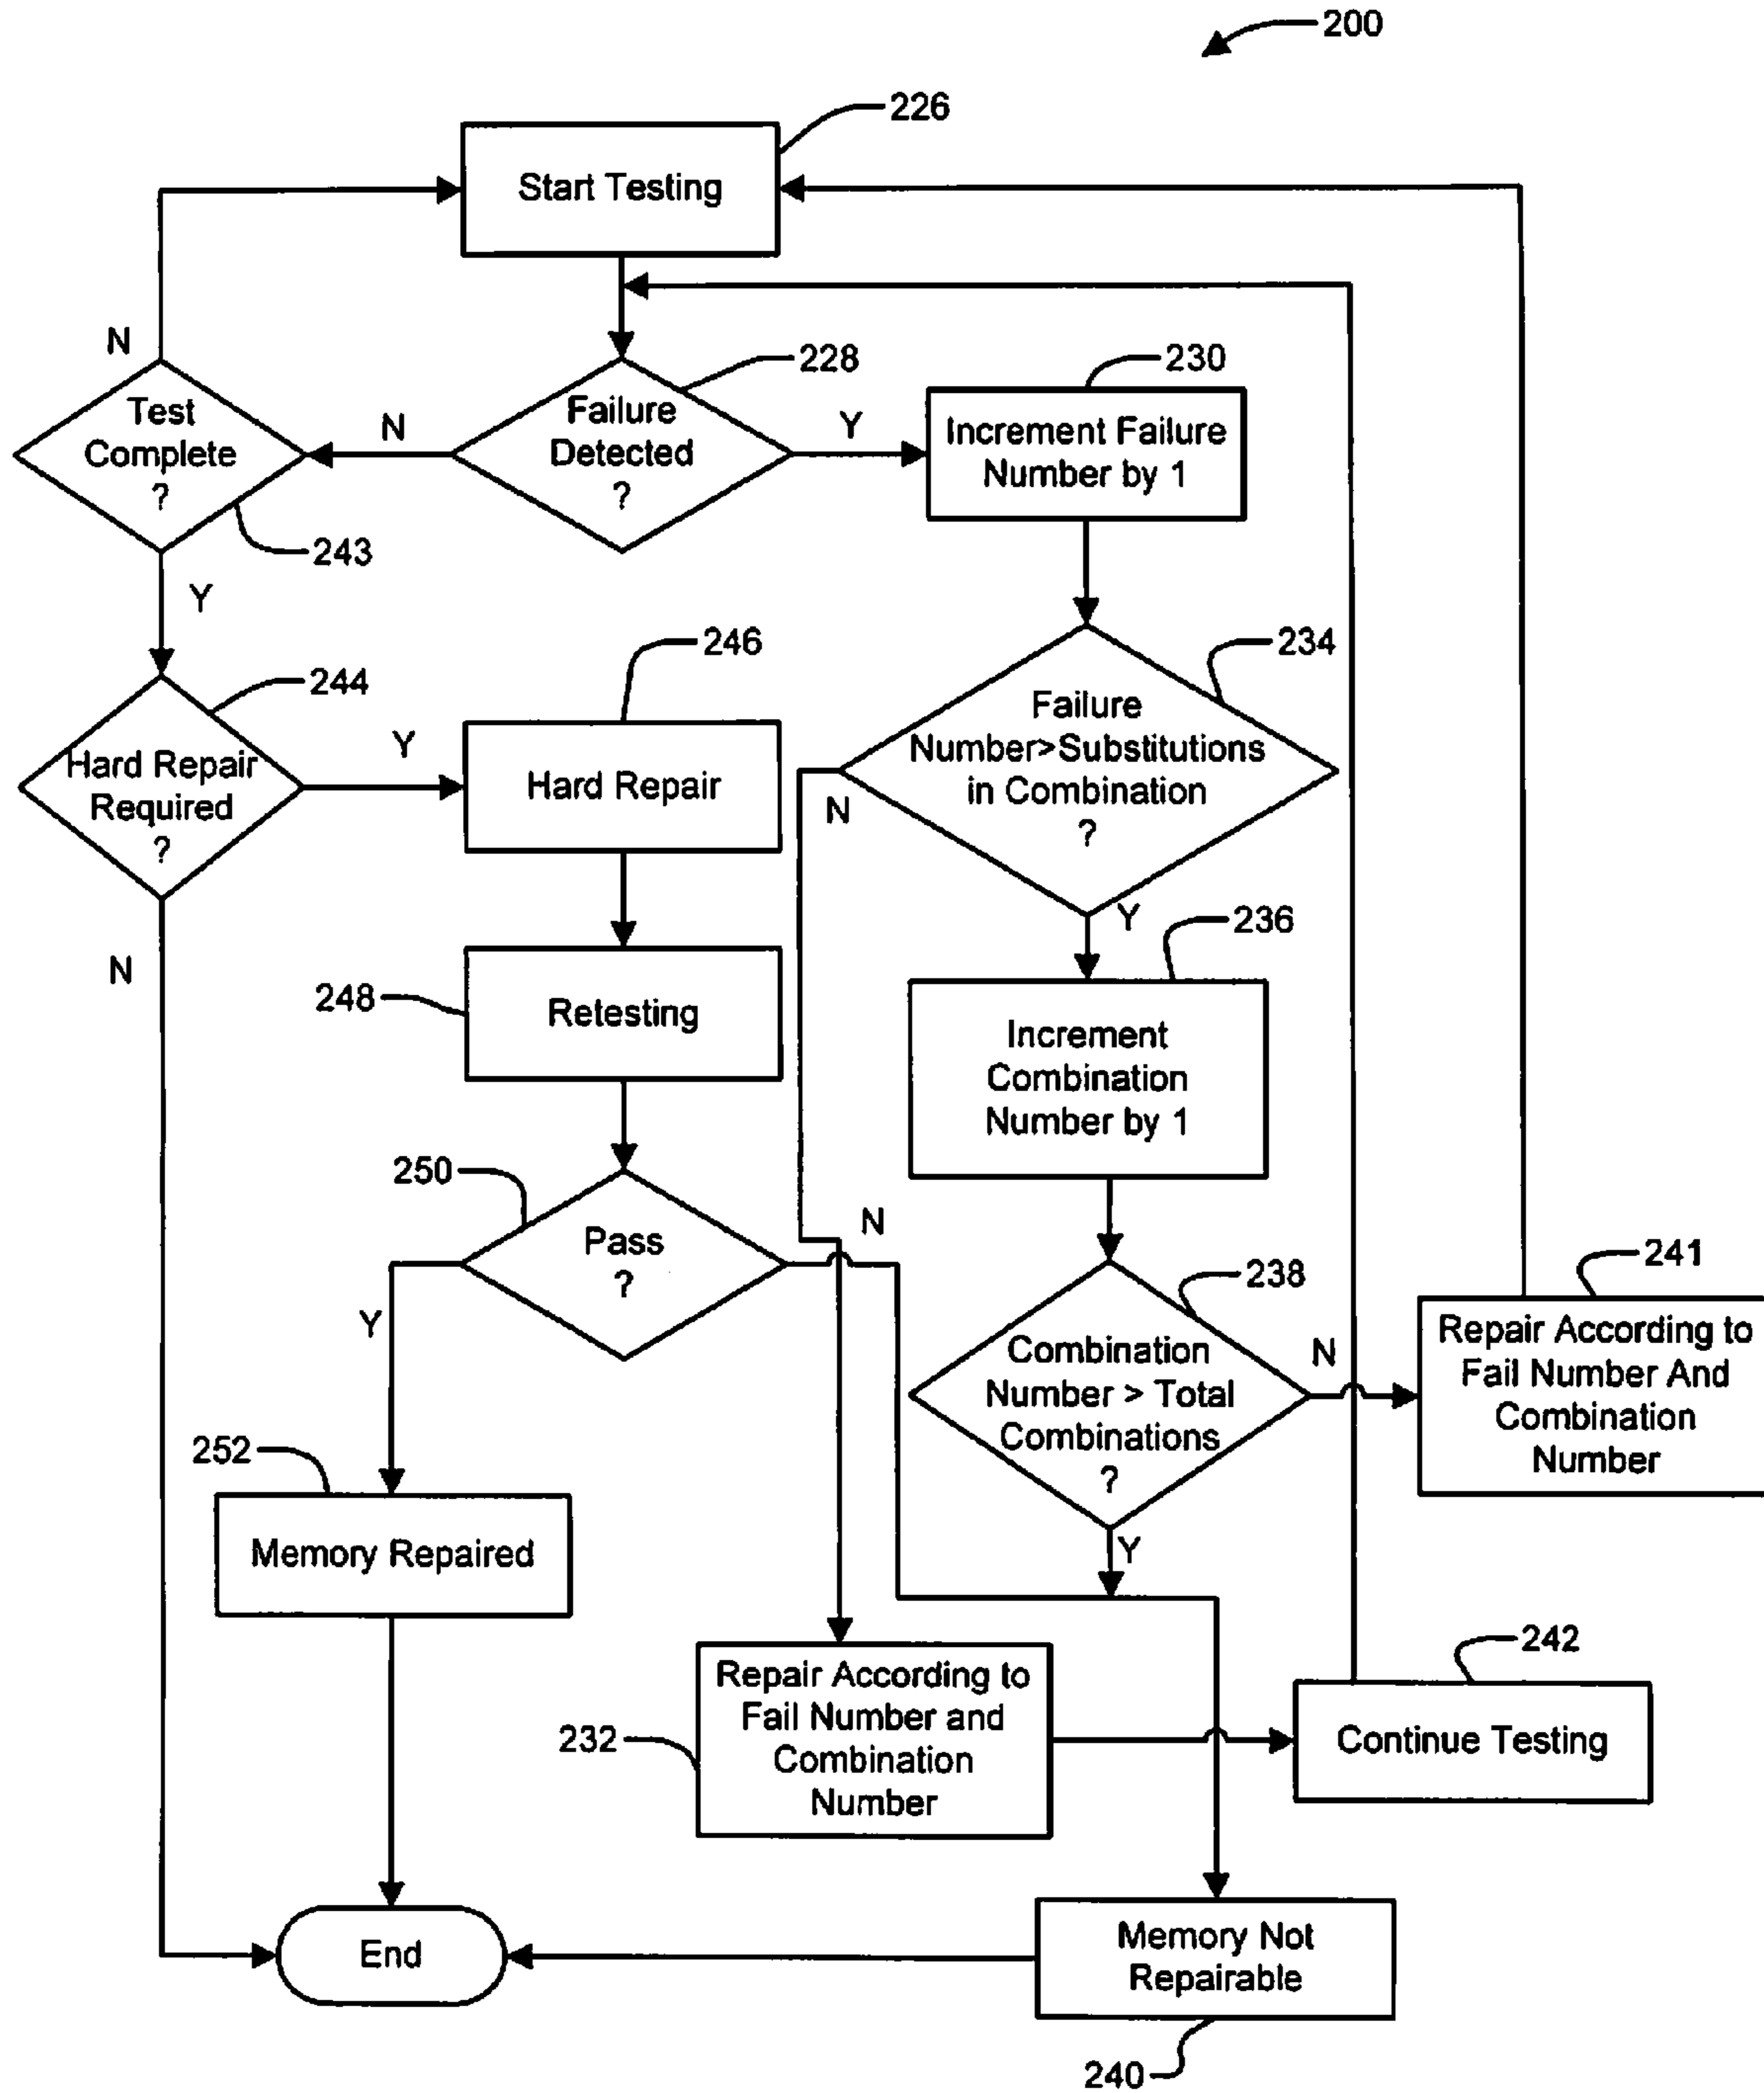 200
226
Start Testing
N
228
230
Test
Complete
?
N
Failure
Detected
?
Y
Increment Failure
Number by 1
243
Y
246
234
244
Hard Repair
Required
?
Y
Hard Repair
Failure
Number>Substitutions
in Combination
?
N
Y
236
N
248
Retesting
Increment
Combination
Number by 1
250
Pass
?
N
Y
238
241
Combination
Number > Total
Combinations
?
N
Repair According to
Fail Number And
Combination
Number
252
Y
Memory Repaired
242
Repair According to
Fail Number and
Combination
Number
232
Continue Testing
End
Memory Not
Repairable
240